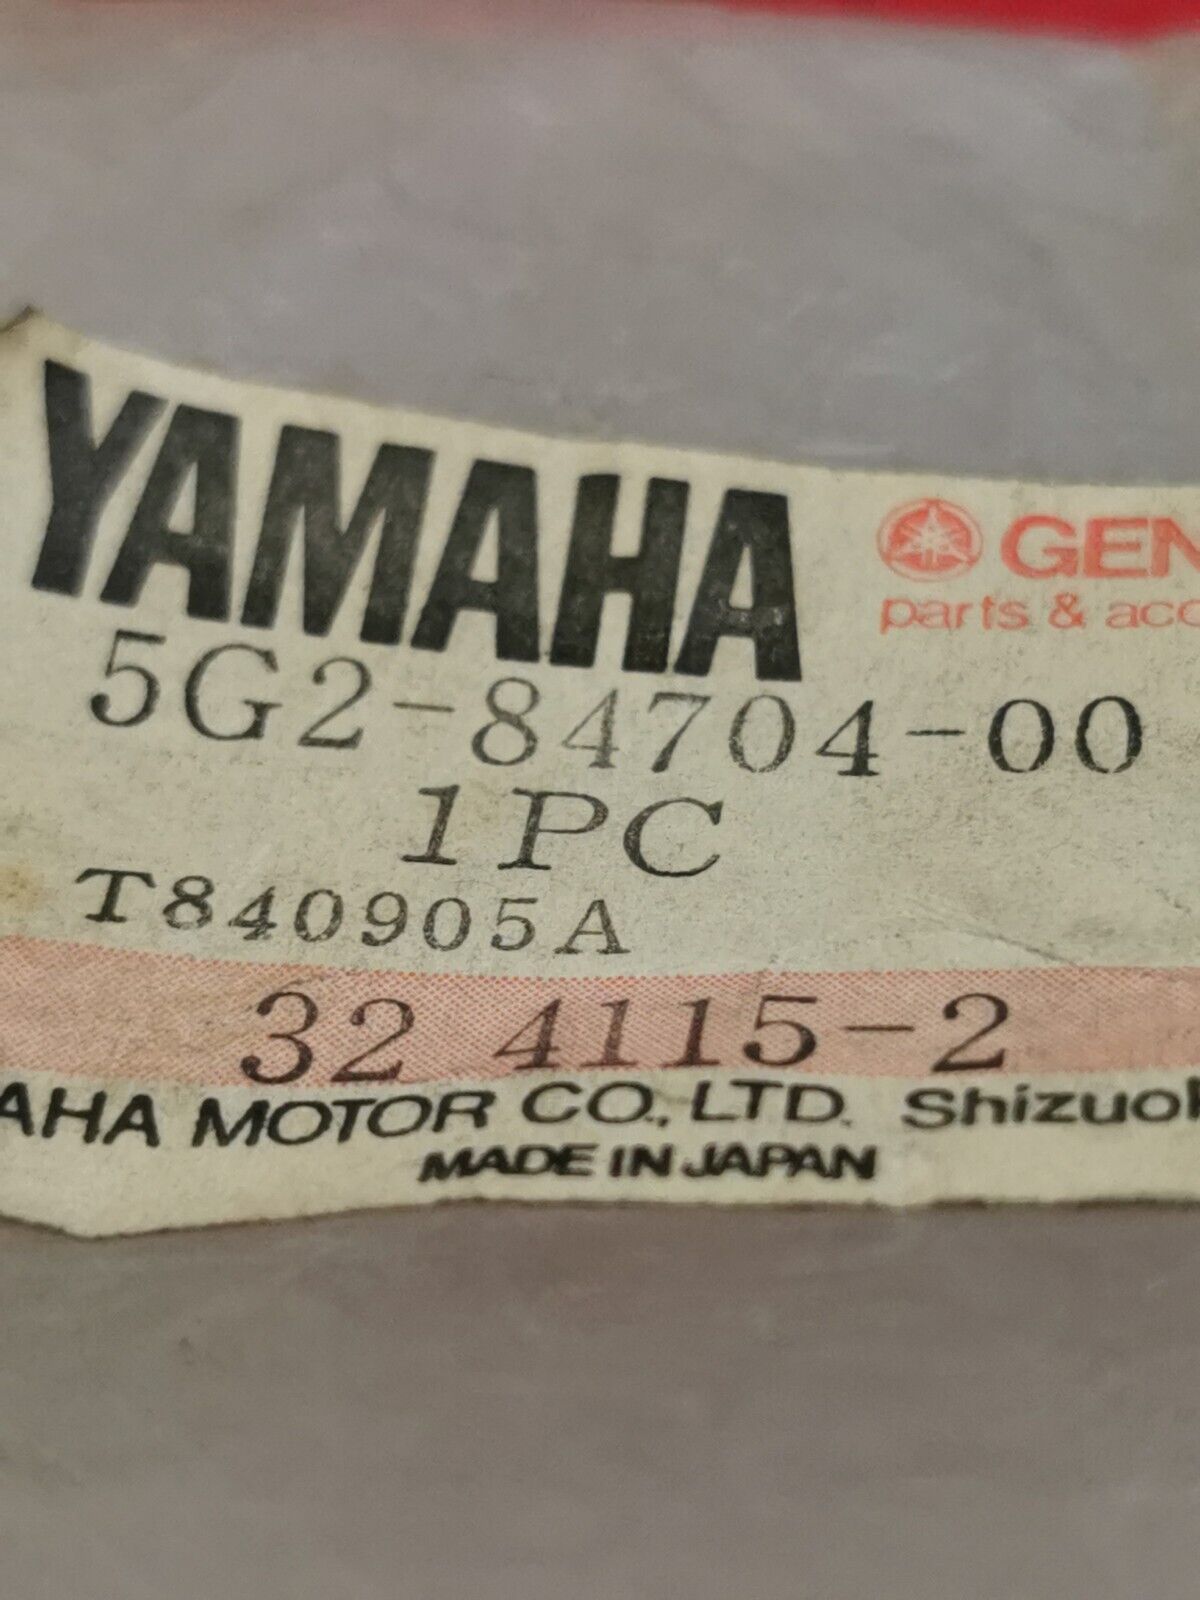 YAMAHA
GEN
parts & acc
5G2-84704-00
1PC
T840905A
32 4115-2
AHA MOTOR CO., LTD. Shizuok
MADE IN JAPAN